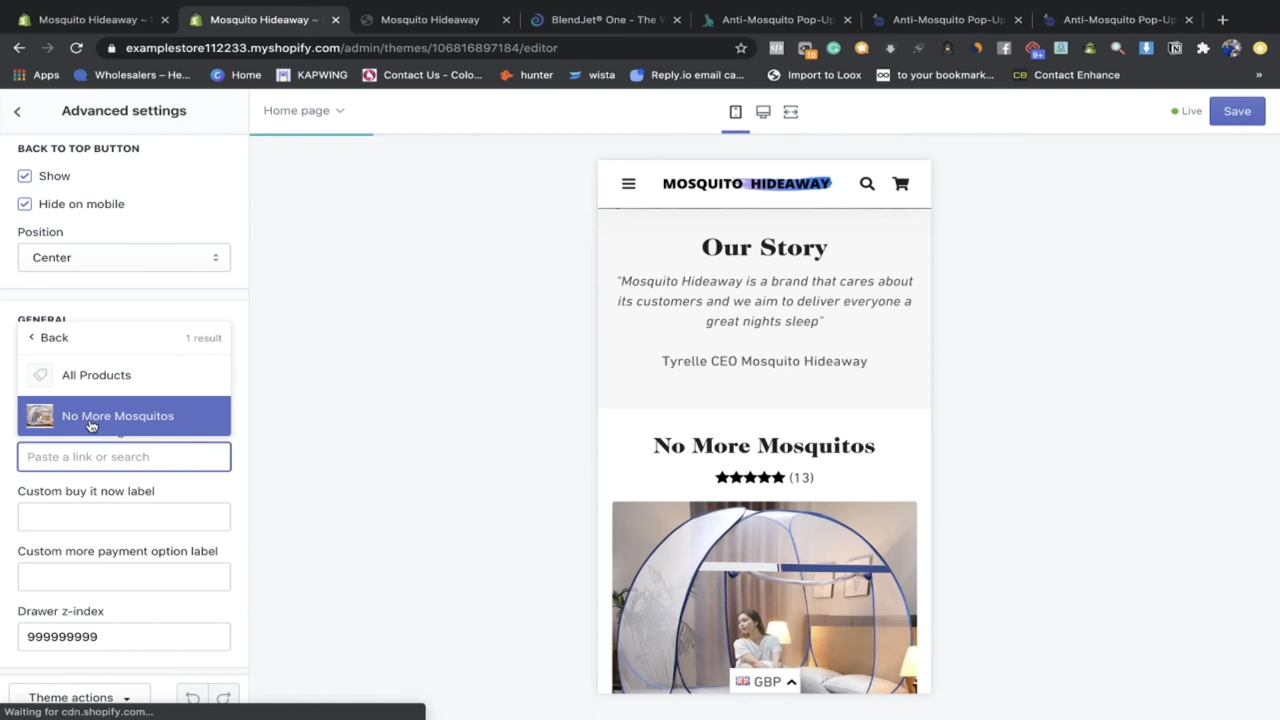 Mosquito Hideaway ~
Mosquito Hideaway ~
Mosquito Hideaway
BlendJet® One - The V
Anti-Mosquito Pop-Up
Anti-Mosquito Pop-Up
Anti-Mosquito Pop-Up
examplestore112233.myshopify.com/admin/themes/106816897184/editor
10
9+
Apps
Wholesalers – He...
Home
KAPWING
Contact Us - Colo...
hunter
wista
Reply.io email ca...
Import to Loox
to your bookmark...
CB Contact Enhance
»
Advanced settings
Home page
Live
Save
BACK TO TOP BUTTON
Show
Hide on mobile
Position
Center
GENERAL
Back
1 result
All Products
No More Mosquitos
Paste a link or search
Custom buy it now label
Custom more payment option label
Drawer z-index
999999999
Theme actions
Waiting for cdn.shopify.com...
MOSQUITO HIDEAWAY
Our Story
"Mosquito Hideaway is a brand that cares about
its customers and we aim to deliver everyone a
great nights sleep"
Tyrelle CEO Mosquito Hideaway
No More Mosquitos
★★★★★ (13)
GBP